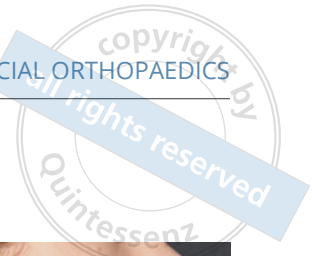 copyright by
CIAL ORTHOPAEDICS
all rights reserved
Quintessenz